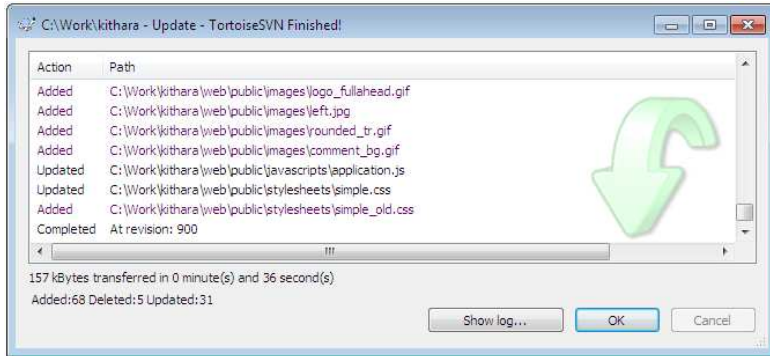 C:\Work\kithara - Update - TortoiseSVN Finished!
Action Path
Added C:\Work\kithara\web\public\images\logo_fullahead.gif
Added C:\Work\kithara\web\public\images\left.jpg
Added C:\Work\kithara\web\public\images\rounded_tr.gif
Added C:\Work\kithara\web\public\images\comment_bg.gif
Updated C:\Work\kithara\web\public\javascripts\application.js
Updated C:\Work\kithara\web\public\stylesheets\simple.css
Added C:\Work\kithara\web\public\stylesheets\simple_old.css
Completed At revision: 900
157 kBytes transferred in 0 minute(s) and 36 second(s)
Added:68 Deleted:5 Updated:31
Show log... OK Cancel